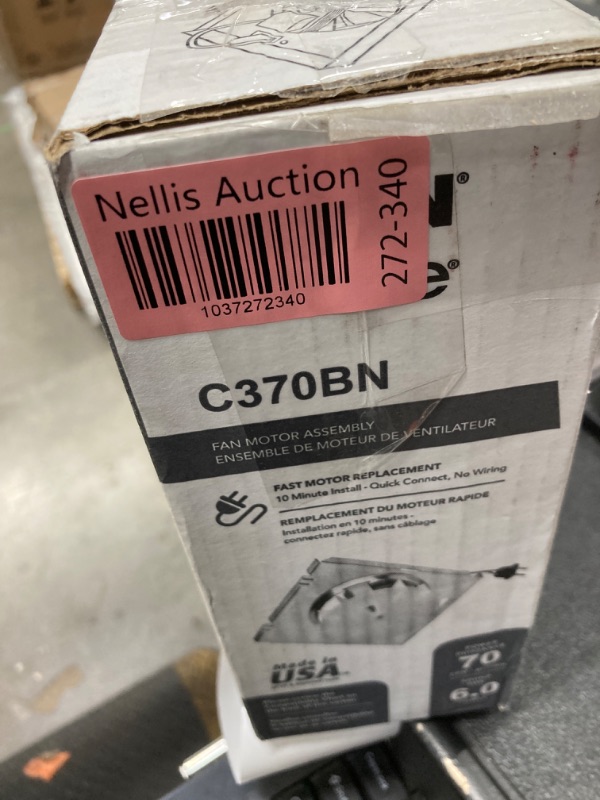 Nellis Auction
1037272340
272-340
N®
e®
C370BN
FAN MOTOR ASSEMBLY
ENSEMBLE DE MOTEUR DE VENTILATEUR
FAST MOTOR REPLACEMENT
10 Minute Install - Quick Connect, No Wiring
REMPLACEMENT DU MOTEUR RAPIDE
Installation en 10 minutes -
connectez rapide, sans câblage
Made in
USA
70
6.0